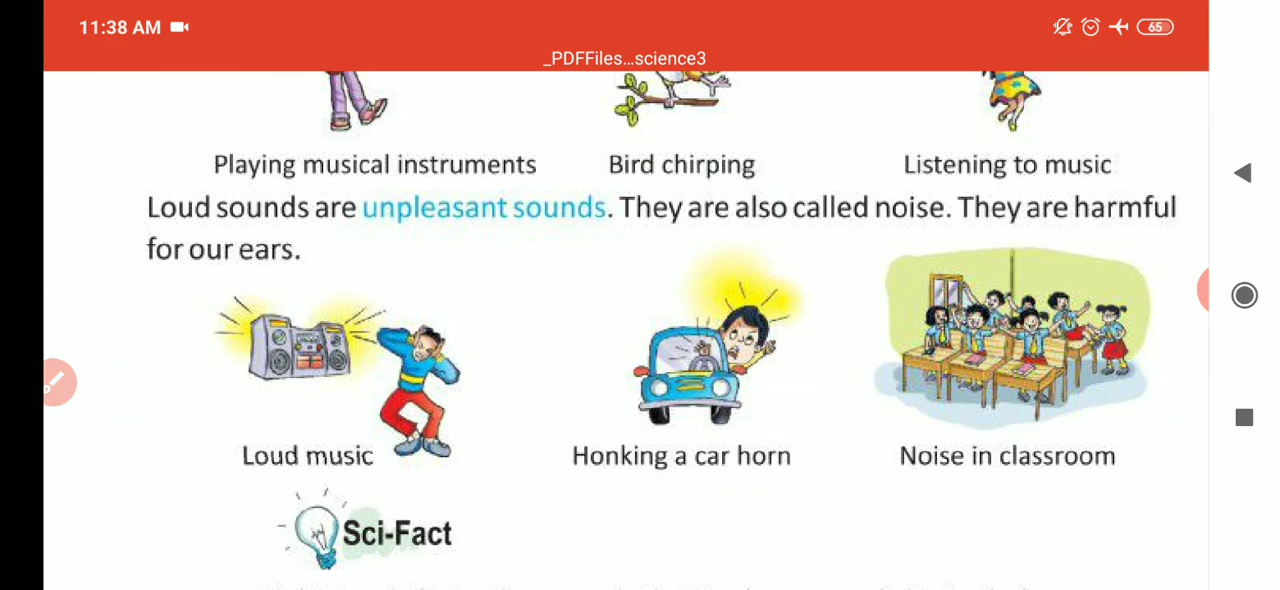 11:38 AM
65
_PDFFiles...science3
Playing musical instruments
Bird chirping
Listening to music
Loud sounds are unpleasant sounds. They are also called noise. They are harmful
for our ears.
Loud music
Honking a car horn
Noise in classroom
Sci-Fact